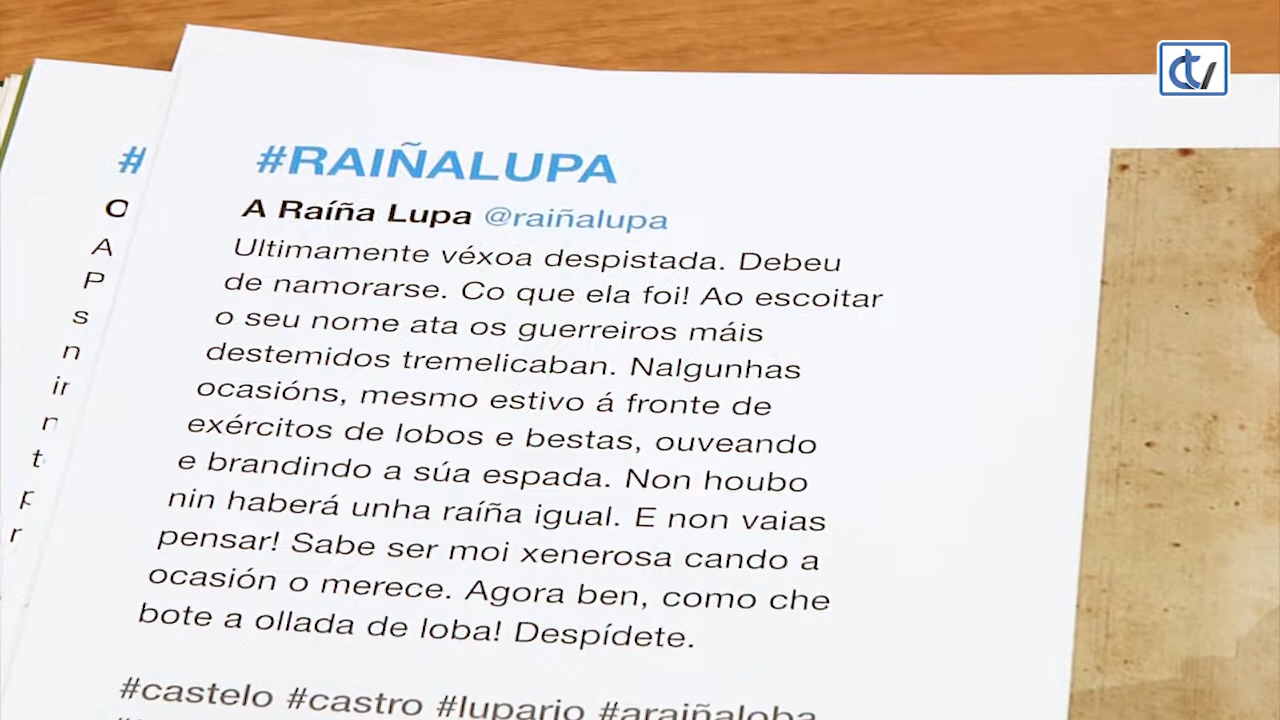 #RAIÑALUPA
A Raíña Lupa @raiñalupa
Ultimamente véxoa despistada. Debeu
de namorarse. Co que ela foi! Ao escoitar
o seu nome ata os guerreiros máis
destemidos tremelicaban. Nalgunhas
ocasións, mesmo estivo á fronte de
exércitos de lobos e bestas, ouveando
e brandindo a súa espada. Non houbo
nin haberá unha raíña igual. E non vaias
pensar! Sabe ser moi xenerosa cando a
ocasión o merece. Agora ben, como che
bote a ollada de loba! Despídete.
#castelo #castro #lupario #araiñaloba